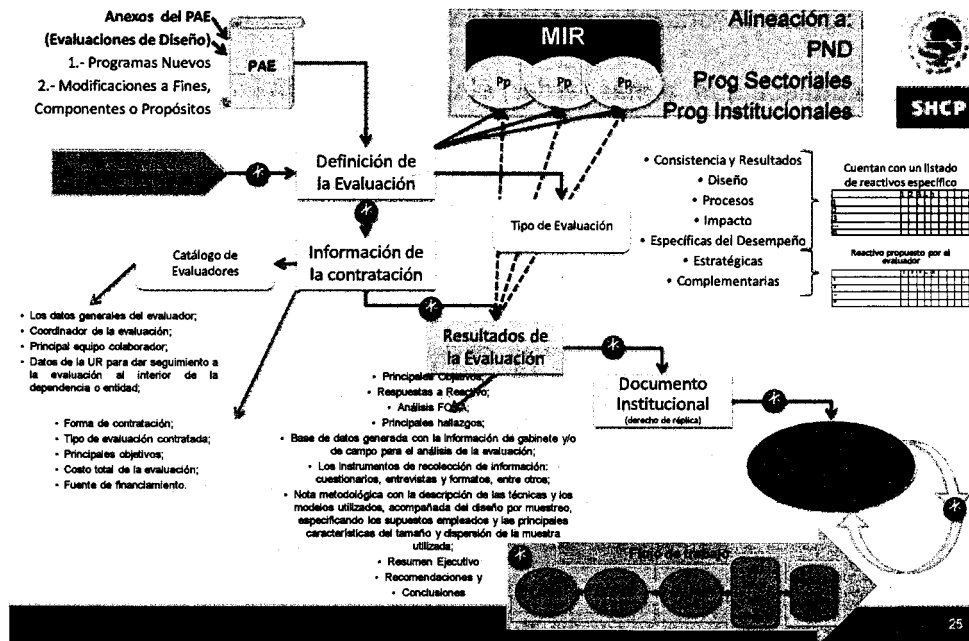 Anexos del PAE
(Evaluaciones de Diseño)
1.- Programas Nuevos
2.- Modificaciones a Fines,
Componentes o Propósitos
PAE
MIR
Pp
Pp
Pp
Alineación a:
PND
Prog Sectoriales
Prog Institucionales
SHCP
Definición de
la Evaluación
Tipo de Evaluación
• Consistencia y Resultados
• Diseño
• Procesos
• Impacto
• Específicas del Desempeño
• Estratégicas
• Complementarias
Cuentan con un listado
de reactivos específico
Reactivo propuesto por el
evaluador
Catálogo de
Evaluadores
Información de
la contratación
• Los datos generales del evaluador;
• Coordinador de la evaluación;
• Principal equipo colaborador;
• Datos de la UR para dar seguimiento a
la evaluación al interior de la
dependencia o entidad;
• Forma de contratación;
• Tipo de evaluación contratada;
• Principales objetivos;
• Costo total de la evaluación;
• Fuente de financiamiento.
Resultados de
la Evaluación
• Principales Objetivos;
• Respuestas a Reactivo;
• Análisis FODA
• Principales hallazgos;
• Base de datos generada con la información de gabinete y/o
de campo para el análisis de la evaluación;
• Los instrumentos de recolección de información:
cuestionarios, entrevistas y formatos, entre otros;
• Nota metodológica con la descripción de las técnicas y los
modelos utilizados, acompañada del diseño por muestreo,
especificando los supuestos empleados y las principales
características del tamaño y dispersión de la muestra
utilizada;
• Resumen Ejecutivo
• Recomendaciones y
• Conclusiones
Documento
Institucional
(derecho de réplica)
Flujo de trabajo
25